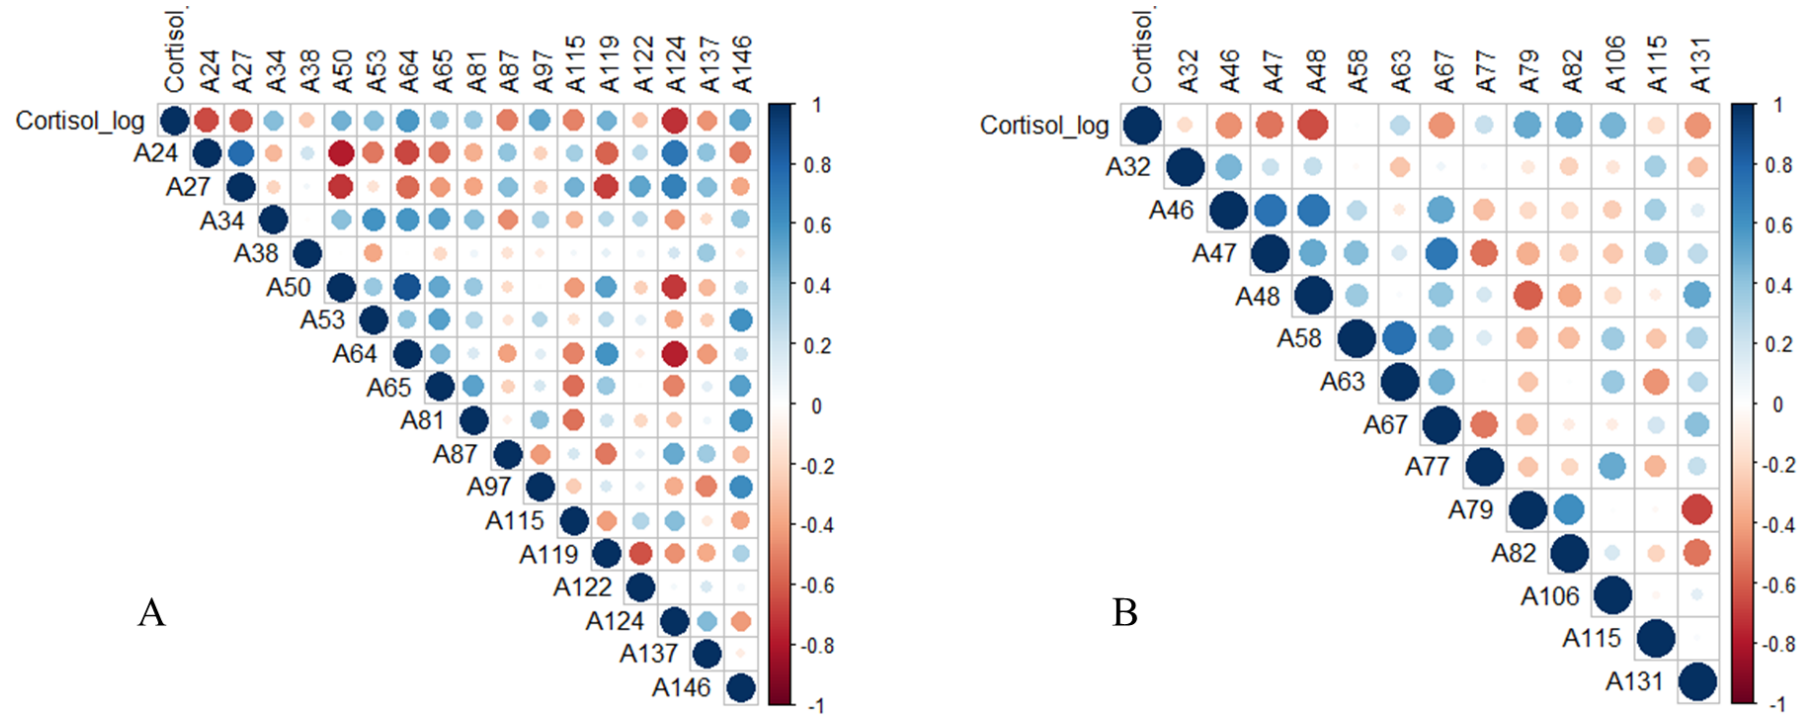 Cortisol_ A24 A27 A34 A38 A50 A53 A64 A65 A81 A87 A97 A115 A119 A122 A124 A137 A146
Cortisol_log
A24
A27
A34
A38
A50
A53
A64
A65
A81
A87
A97
A115
A119
A122
A124
A137
A146
1
0.8
0.6
0.4
0.2
0
-0.2
-0.4
-0.6
-0.8
-1
A
Cortisol_ A32 A46 A47 A48 A58 A63 A67 A77 A79 A82 A106 A115 A131
Cortisol_log
A32
A46
A47
A48
A58
A63
A67
A77
A79
A82
A106
A115
A131
1
0.8
0.6
0.4
0.2
0
-0.2
-0.4
-0.6
-0.8
-1
B